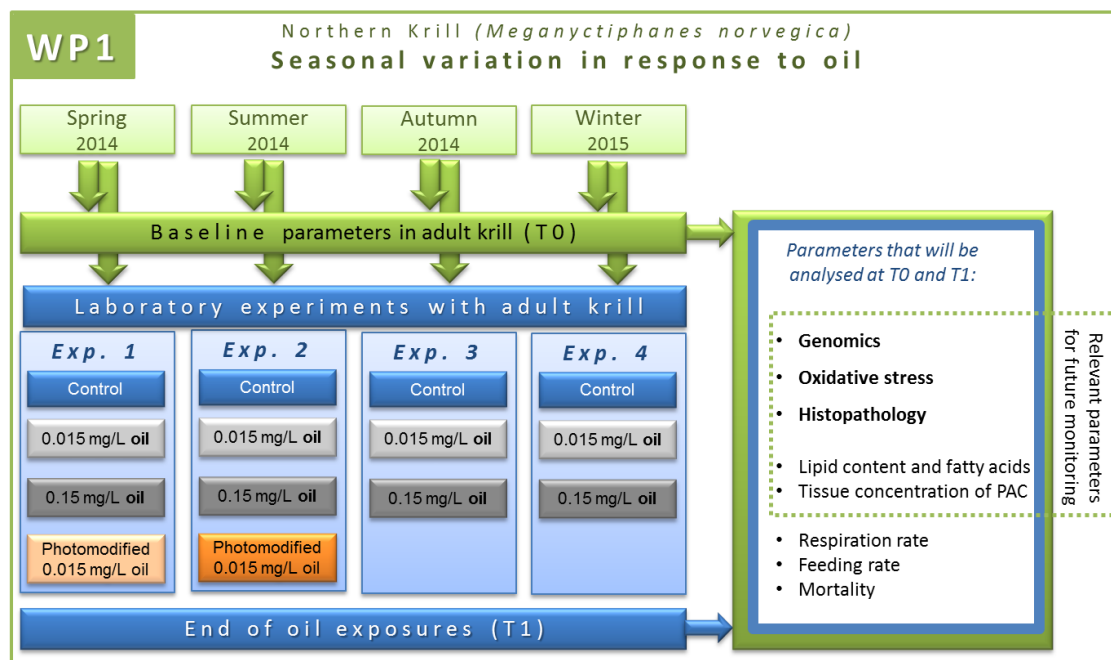 WP1
Northern Krill (Meganyctiphanes norvegica)
Seasonal variation in response to oil
Spring
2014
Summer
2014
Autumn
2014
Winter
2015
Baseline parameters in adult krill (T0)
Laboratory experiments with adult krill
Exp. 1
Control
0.015 mg/L oil
0.15 mg/L oil
Photomodified
0.015 mg/L oil
Exp. 2
Control
0.015 mg/L oil
0.15 mg/L oil
Photomodified
0.015 mg/L oil
Exp. 3
Control
0.015 mg/L oil
0.15 mg/L oil
Exp. 4
Control
0.015 mg/L oil
0.15 mg/L oil
End of oil exposures (T1)
Parameters that will be
analysed at T0 and T1:
• Genomics
• Oxidative stress
• Histopathology
• Lipid content and fatty acids
• Tissue concentration of PAC
• Respiration rate
• Feeding rate
• Mortality
Relevant parameters
for future monitoring